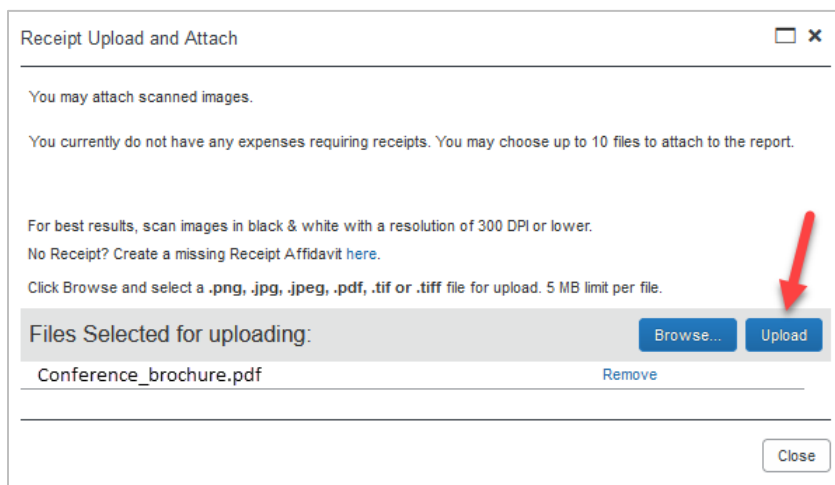 Receipt Upload and Attach
You may attach scanned images.
You currently do not have any expenses requiring receipts. You may choose up to 10 files to attach to the report.
For best results, scan images in black & white with a resolution of 300 DPI or lower.
No Receipt? Create a missing Receipt Affidavit here.
Click Browse and select a .png, .jpg, .jpeg, .pdf, .tif or .tiff file for upload. 5 MB limit per file.
Files Selected for uploading: Browse... Upload
Conference_brochure.pdf Remove
Close